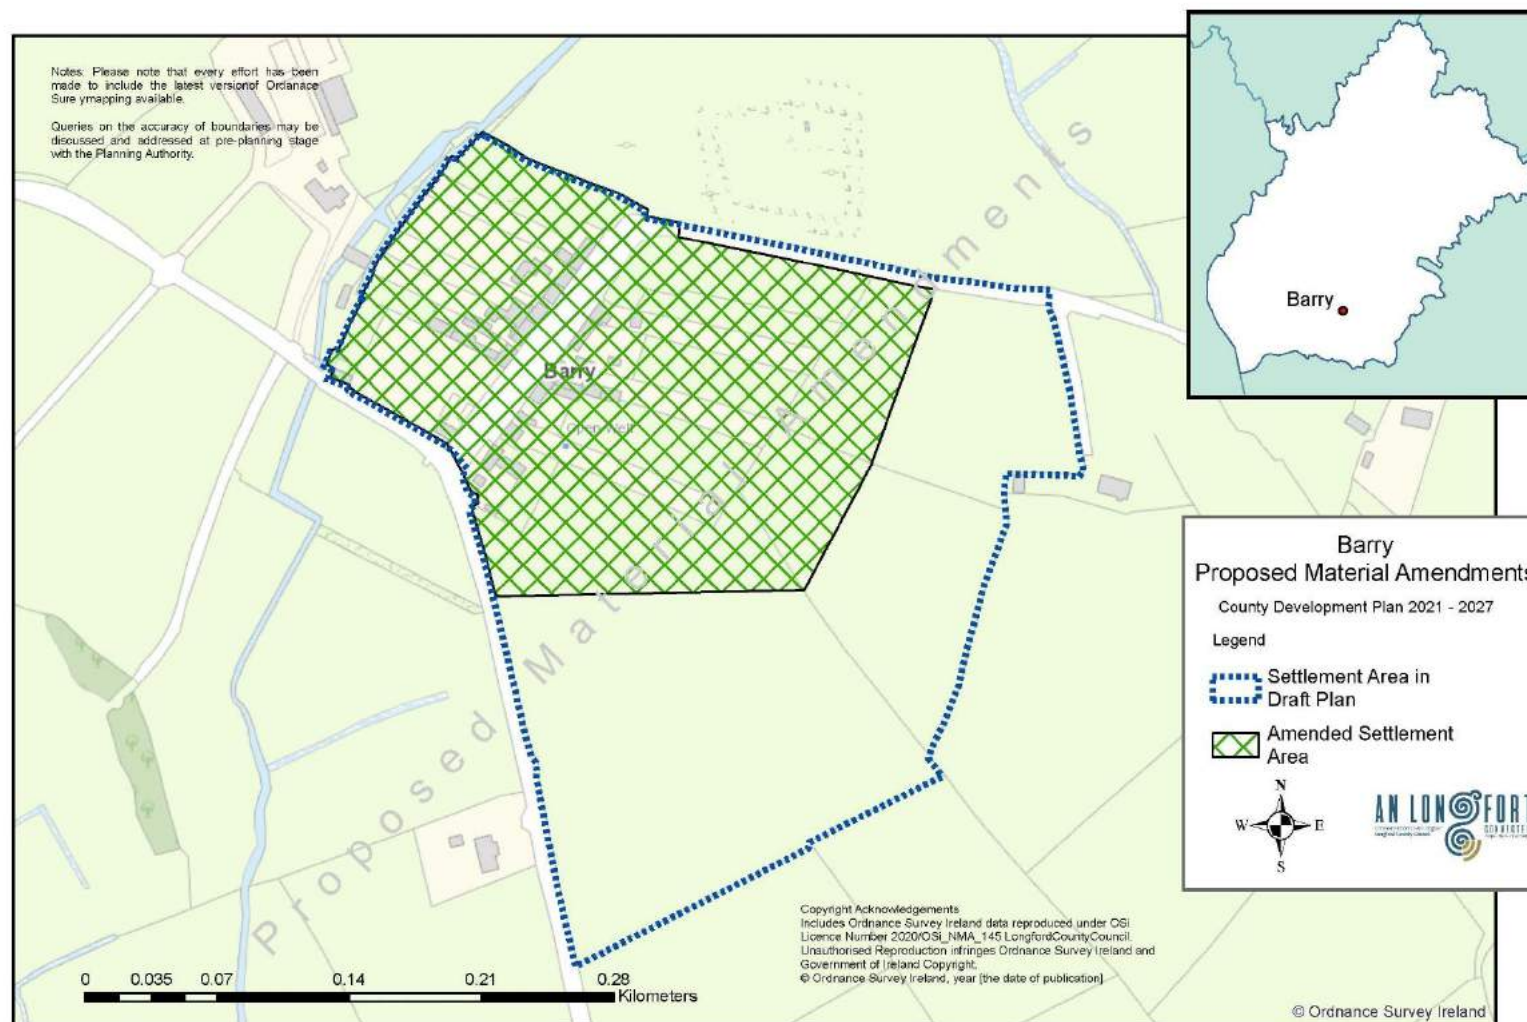 Notes: Please note that every effort has been
made to include the latest versionof Ordanace
Sure ymapping available.
Queries on the accuracy of boundaries may be
discussed and addressed at pre-planning stage
with the Planning Authority.
Barry
Barry
Open Well
Proposed Material Amendments
Barry
Proposed Material Amendments
County Development Plan 2021 - 2027
Legend
Settlement Area in
Draft Plan
Amended Settlement
Area
N
W E
S
AN LONGFORT
Copyright Acknowledgements
Includes Ordnance Survey Ireland data reproduced under OSi
Licence Number 2020/OSi_NMA_145 LongfordCountyCouncil.
Unauthorised Reproduction infringes Ordnance Survey Ireland and
Government of Ireland Copyright.
© Ordnance Survey Ireland, year [the date of publication]
0 0.035 0.07 0.14 0.21 0.28
Kilometers
© Ordnance Survey Ireland